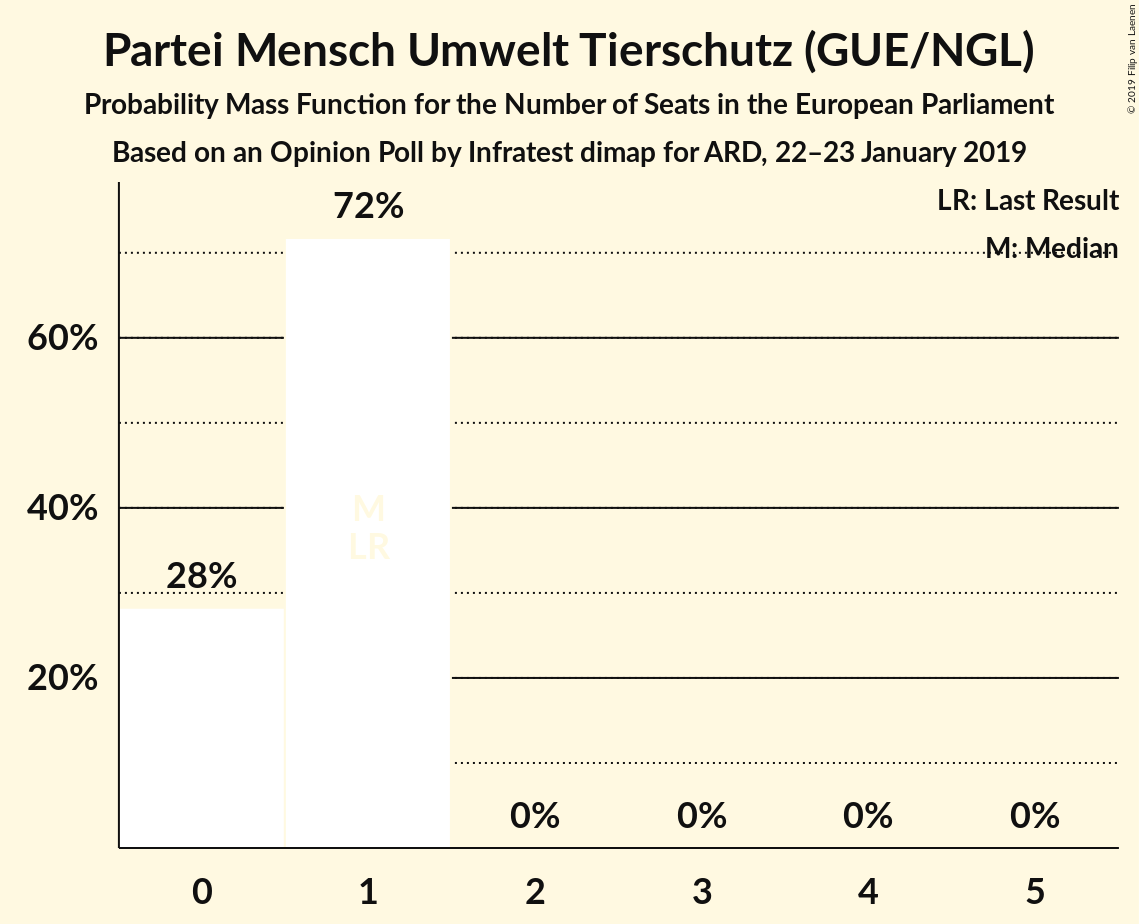 Partei Mensch Umwelt Tierschutz (GUE/NGL)
Probability Mass Function for the Number of Seats in the European Parliament
Based on an Opinion Poll by Infratest dimap for ARD, 22–23 January 2019
© 2019 Filip van Laenen
LR: Last Result
M: Median
72%
60%
40%
M
LR
28%
20%
0% 0% 0% 0%
0 1 2 3 4 5